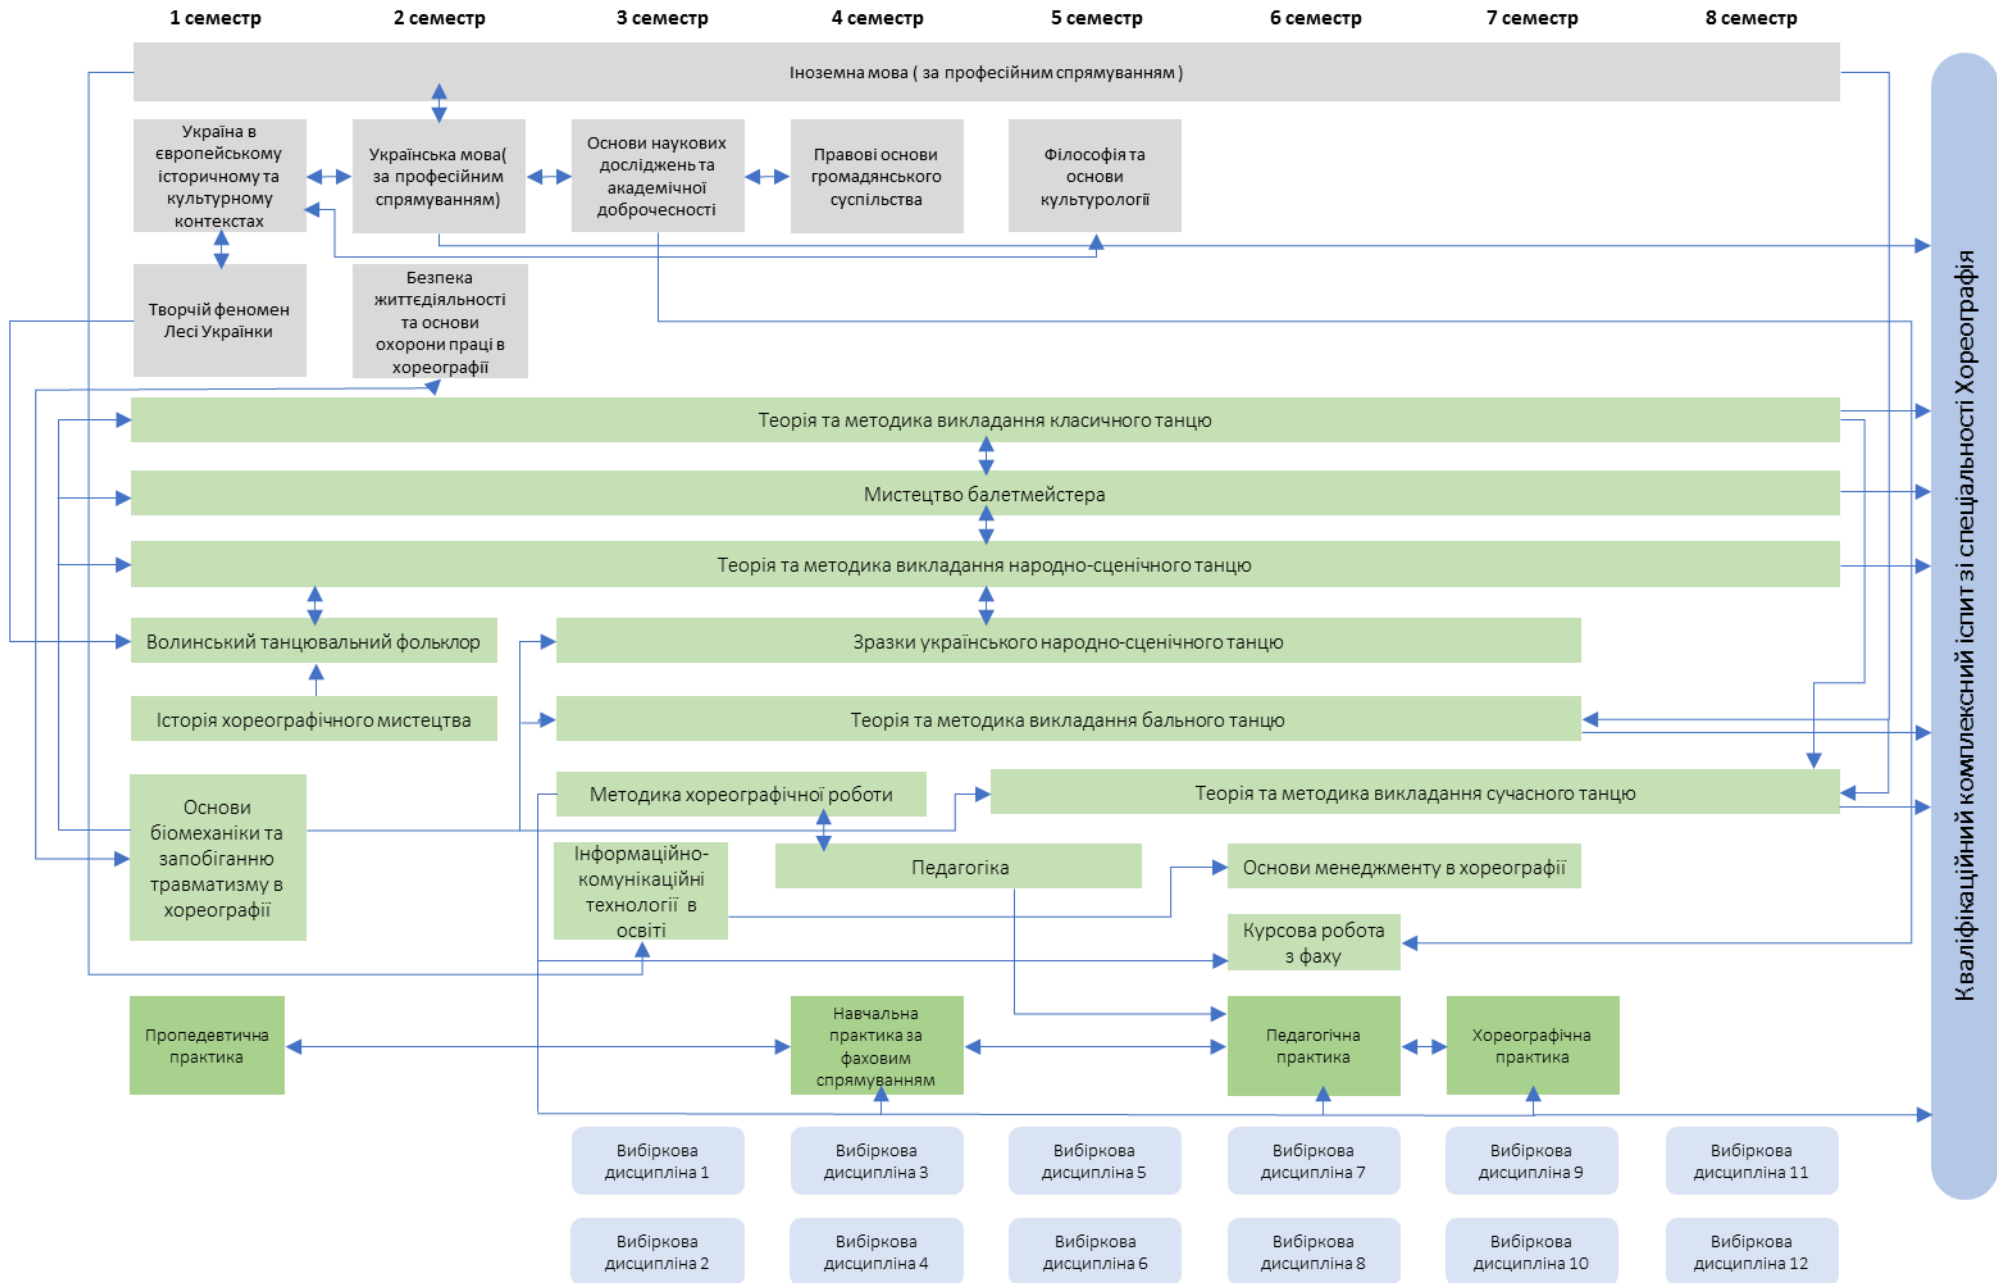 1 семестр
2 семестр
3 семестр
4 семестр
5 семестр
6 семестр
7 семестр
8 семестр
Іноземна мова ( за професійним спрямуванням )
Україна в
європейському
історичному та
культурному
контекстах
Українська мова(
за професійним
спрямуванням)
Основи наукових
досліджень та
академічної
доброчесності
Правові основи
громадянського
суспільства
Філософія та
основи
культурології
Творчій феномен
Лесі Українки
Безпека
життєдіяльності
та основи
охорони праці в
хореографії
Теорія та методика викладання класичного танцю
Мистецтво балетмейстера
Теорія та методика викладання народно-сценічного танцю
Волинський танцювальний фольклор
Зразки українського народно-сценічного танцю
Історія хореографічного мистецтва
Теорія та методика викладання бального танцю
Основи
біомеханіки та
запобіганню
травматизму в
хореографії
Методика хореографічної роботи
Теорія та методика викладання сучасного танцю
Інформаційно-
комунікаційні
технології в
освіті
Педагогіка
Основи менеджменту в хореографії
Курсова робота
з фаху
Пропедевтична
практика
Навчальна
практика за
фаховим
спрямуванням
Педагогічна
практика
Хореографічна
практика
Вибіркова
дисципліна 1
Вибіркова
дисципліна 3
Вибіркова
дисципліна 5
Вибіркова
дисципліна 7
Вибіркова
дисципліна 9
Вибіркова
дисципліна 11
Вибіркова
дисципліна 2
Вибіркова
дисципліна 4
Вибіркова
дисципліна 6
Вибіркова
дисципліна 8
Вибіркова
дисципліна 10
Вибіркова
дисципліна 12
Кваліфікаційний комплексний іспит зі спеціальності Хореографія